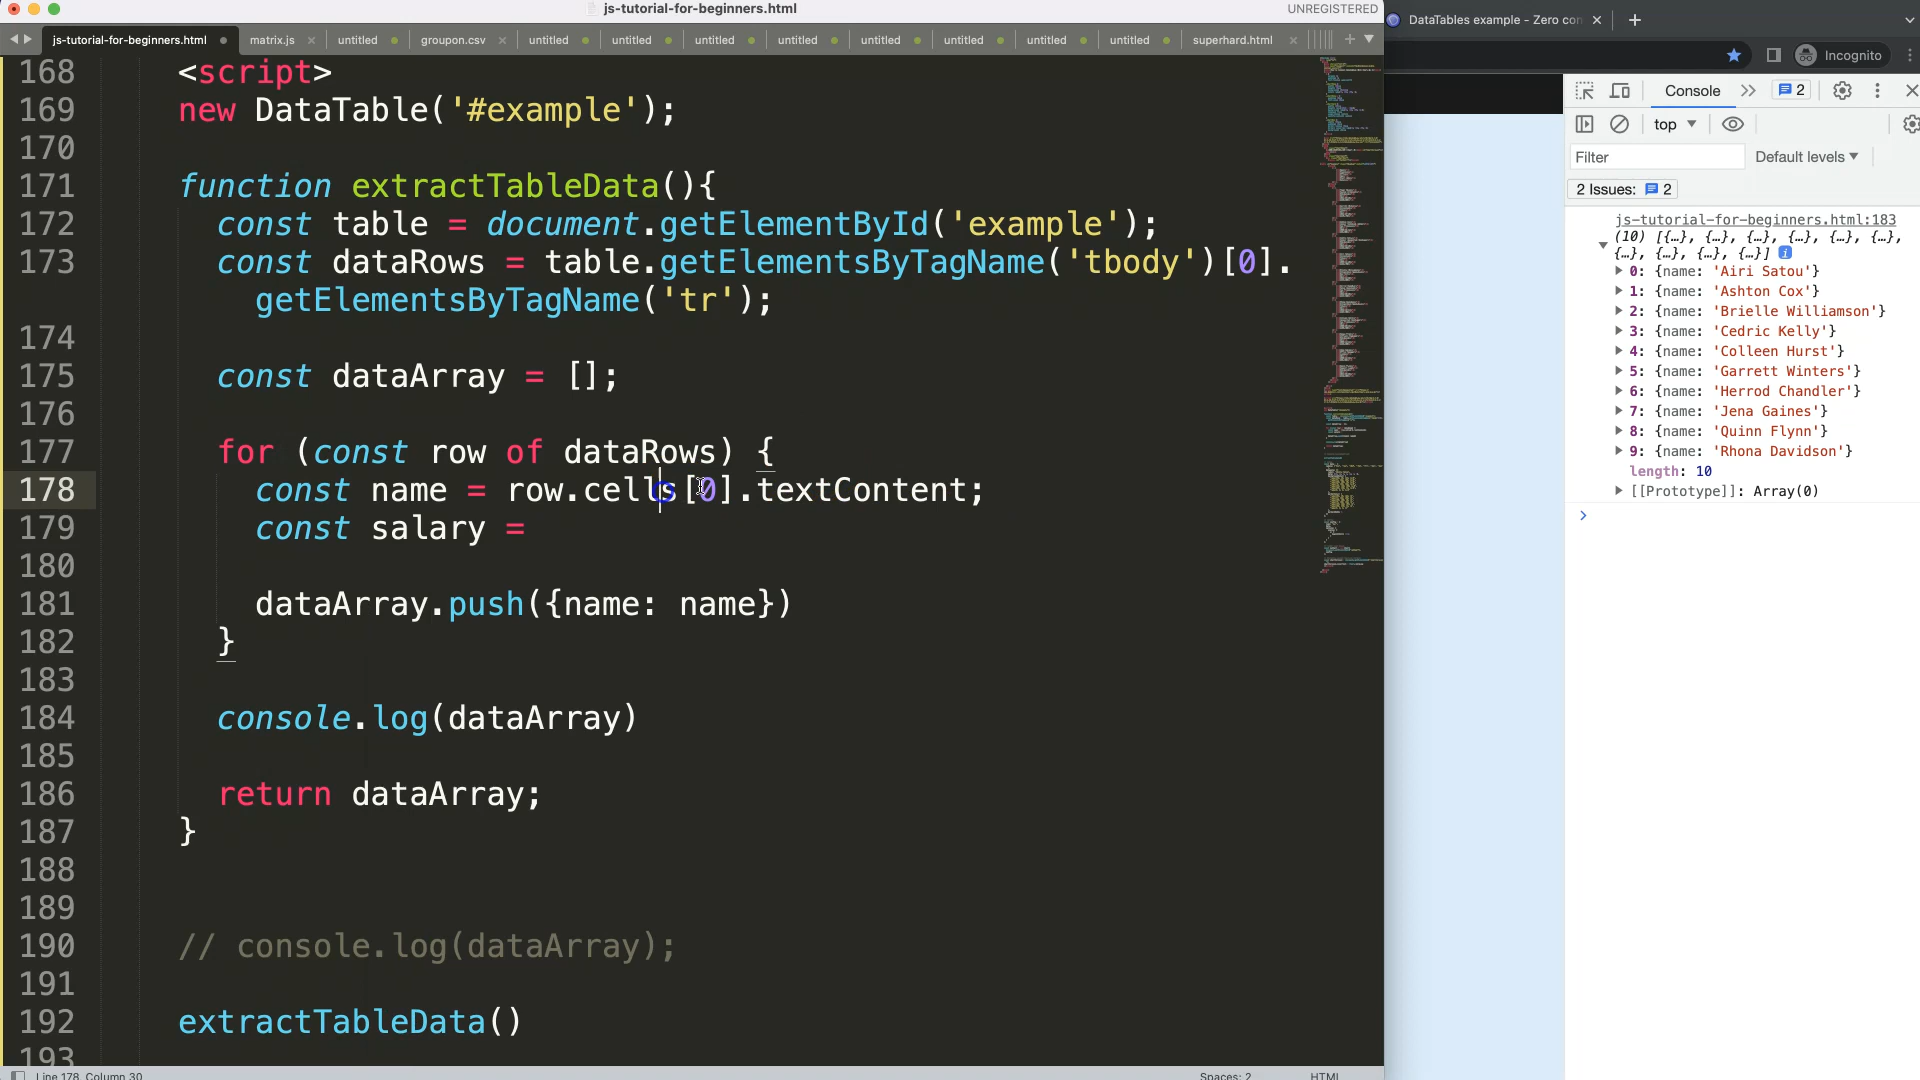 js-tutorial-for-beginners.html
UNREGISTERED
DataTables example - Zero con
js-tutorial-for-beginners.html
matrix.js
untitled
groupon.csv
untitled
untitled
untitled
untitled
untitled
untitled
untitled
untitled
superhard.html
Incognito
168 <script>
169 new DataTable('#example');
170
171 function extractTableData(){
172 const table = document.getElementById('example');
173 const dataRows = table.getElementsByTagName('tbody')[0].
getElementsByTagName('tr');
174
175 const dataArray = [];
176
177 for (const row of dataRows) {
178 const name = row.cells[0].textContent;
179 const salary =
180
181 dataArray.push({name: name})
182 }
183
184 console.log(dataArray)
185
186 return dataArray;
187 }
188
189
190 // console.log(dataArray);
191
192 extractTableData()
193
Line 178, Column 30
Spaces: 2
HTML
Console
2
top
Filter
Default levels
2 Issues: 2
js-tutorial-for-beginners.html:183
(10) [{…}, {…}, {…}, {…}, {…}, {…},
{…}, {…}, {…}, {…}]
0: {name: 'Airi Satou'}
1: {name: 'Ashton Cox'}
2: {name: 'Brielle Williamson'}
3: {name: 'Cedric Kelly'}
4: {name: 'Colleen Hurst'}
5: {name: 'Garrett Winters'}
6: {name: 'Herrod Chandler'}
7: {name: 'Jena Gaines'}
8: {name: 'Quinn Flynn'}
9: {name: 'Rhona Davidson'}
length: 10
[[Prototype]]: Array(0)